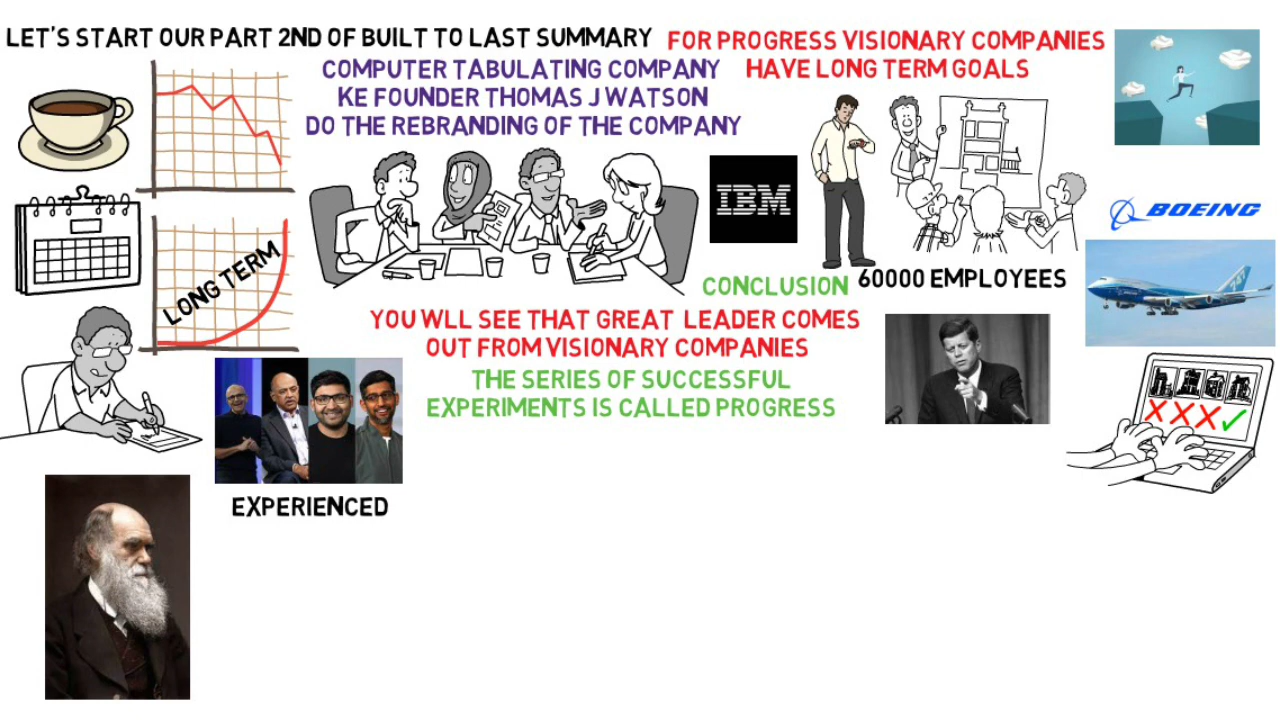 LET'S START OUR PART 2ND OF BUILT TO LAST SUMMARY
FOR PROGRESS VISIONARY COMPANIES
HAVE LONG TERM GOALS
COMPUTER TABULATING COMPANY
KE FOUNDER THOMAS J WATSON
DO THE REBRANDING OF THE COMPANY
IBM
BOEING
LONG TERM
CONCLUSION
60000 EMPLOYEES
YOU WLL SEE THAT GREAT LEADER COMES
OUT FROM VISIONARY COMPANIES
THE SERIES OF SUCCESSFUL
EXPERIMENTS IS CALLED PROGRESS
EXPERIENCED